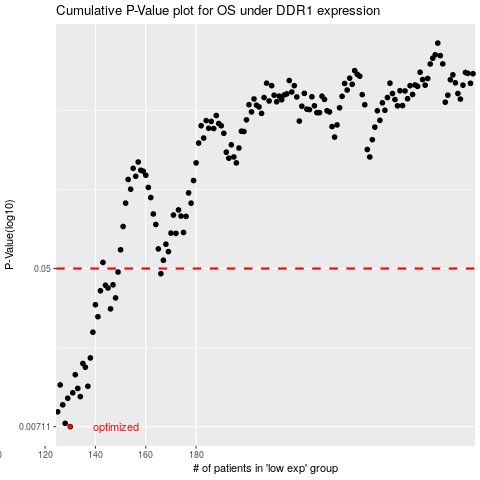 Cumulative P-Value plot for OS under DDR1 expression
P-Value(log10)
0.05
0.00711
optimized
0
120
140
160
180
# of patients in 'low exp' group